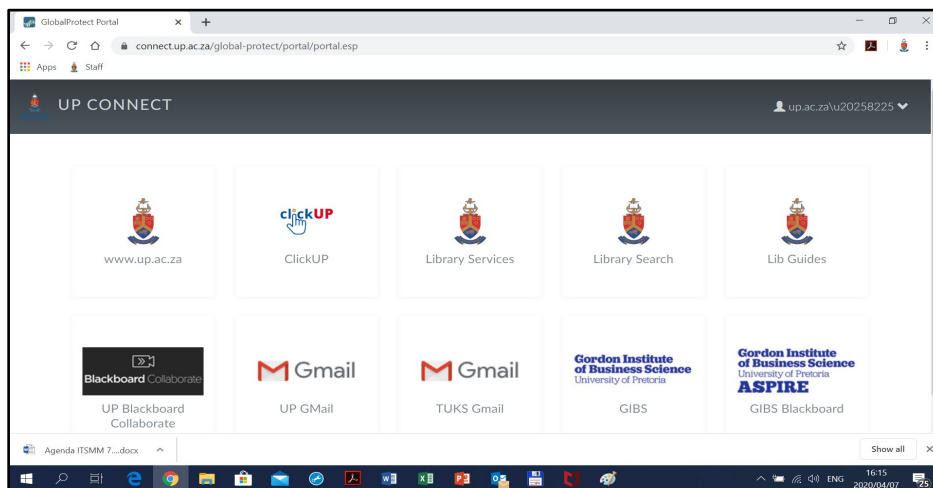 GlobalProtect Portal
connect.up.ac.za/global-protect/portal/portal.esp
Apps
Staff
UP CONNECT
up.ac.za\u20258225
www.up.ac.za
clickUP
ClickUP
Library Services
Library Search
Lib Guides
Blackboard Collaborate
UP Blackboard
Collaborate
Gmail
UP GMail
Gmail
TUKS Gmail
Gordon Institute
of Business Science
University of Pretoria
GIBS
Gordon Institute
of Business Science
University of Pretoria
ASPIRE
GIBS Blackboard
Agenda ITSMM 7....docx
Show all
ENG
16:15
2020/04/07
25